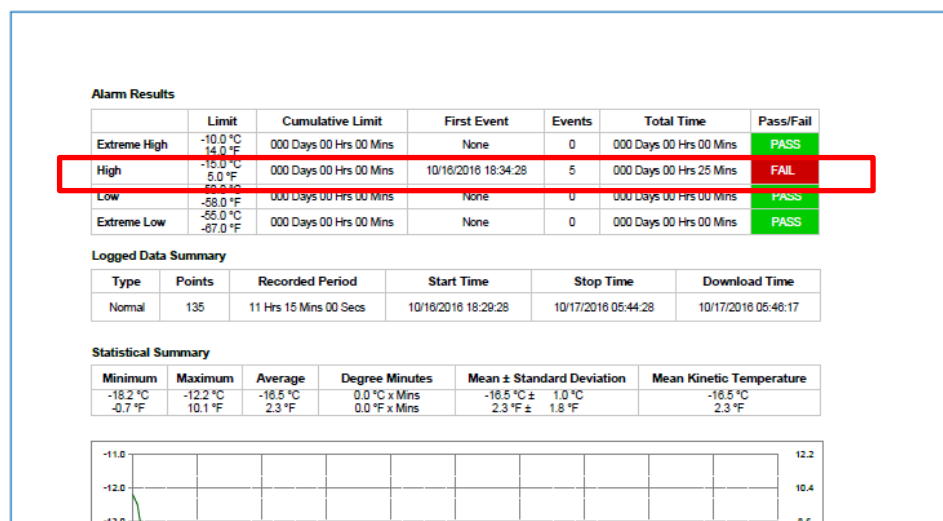 Alarm Results
Limit Cumulative Limit First Event Events Total Time Pass/Fail
Extreme High -10.0 °C 000 Days 00 Hrs 00 Mins None 0 000 Days 00 Hrs 00 Mins PASS
14.0 °F
High -15.0 °C 000 Days 00 Hrs 00 Mins 10/16/2016 18:34:28 5 000 Days 00 Hrs 25 Mins FAIL
5.0 °F
Low 000 Days 00 Hrs 00 Mins None 0 000 Days 00 Hrs 00 Mins PASS
-58.0 °F
Extreme Low -55.0 °C 000 Days 00 Hrs 00 Mins None 0 000 Days 00 Hrs 00 Mins PASS
-67.0 °F
Logged Data Summary
Type Points Recorded Period Start Time Stop Time Download Time
Normal 135 11 Hrs 15 Mins 00 Secs 10/16/2016 18:29:28 10/17/2016 05:44:28 10/17/2016 05:46:17
Statistical Summary
Minimum Maximum Average Degree Minutes Mean ± Standard Deviation Mean Kinetic Temperature
-18.2 °C -12.2 °C -16.5 °C 0.0 °C x Mins -16.5 °C ± 1.0 °C -16.5 °C
-0.7 °F 10.1 °F 2.3 °F 0.0 °F x Mins 2.3 °F ± 1.8 °F 2.3 °F
-11.0 12.2
-12.0 10.4